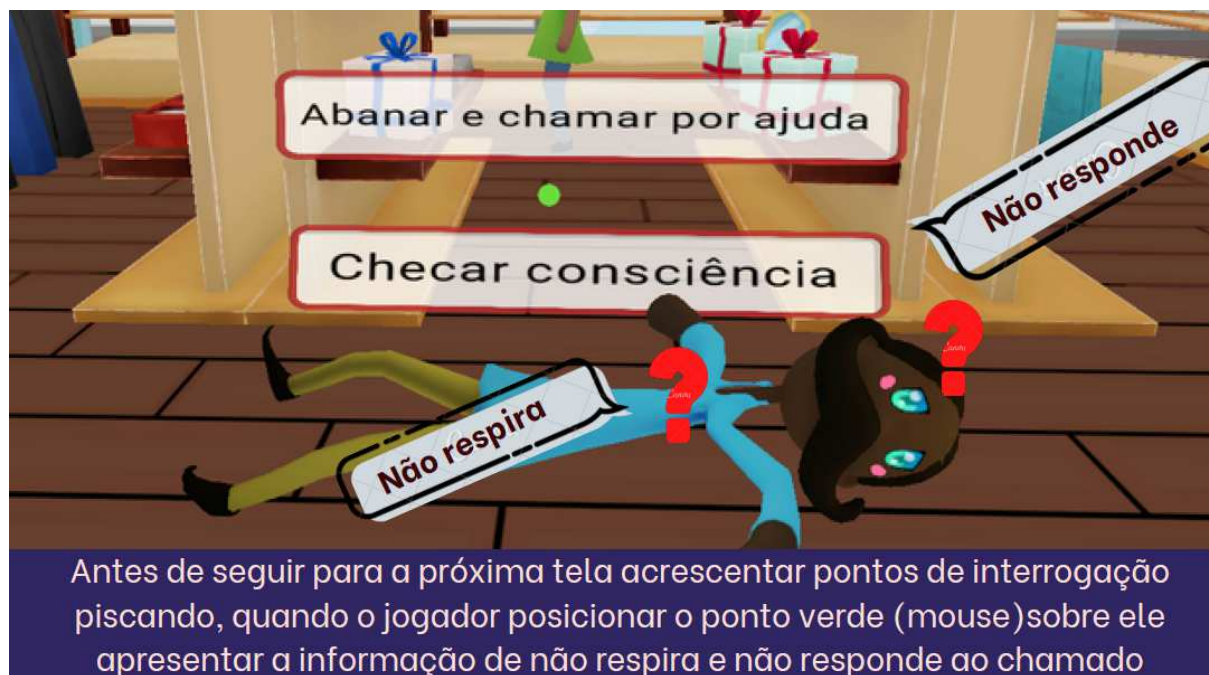 Abanar e chamar por ajuda
Não responde
Checar consciência
?
?
Não respira
Antes de seguir para a próxima tela acrescentar pontos de interrogação
piscando, quando o jogador posicionar o ponto verde (mouse)sobre ele
apresentar a informação de não respira e não responde ao chamado